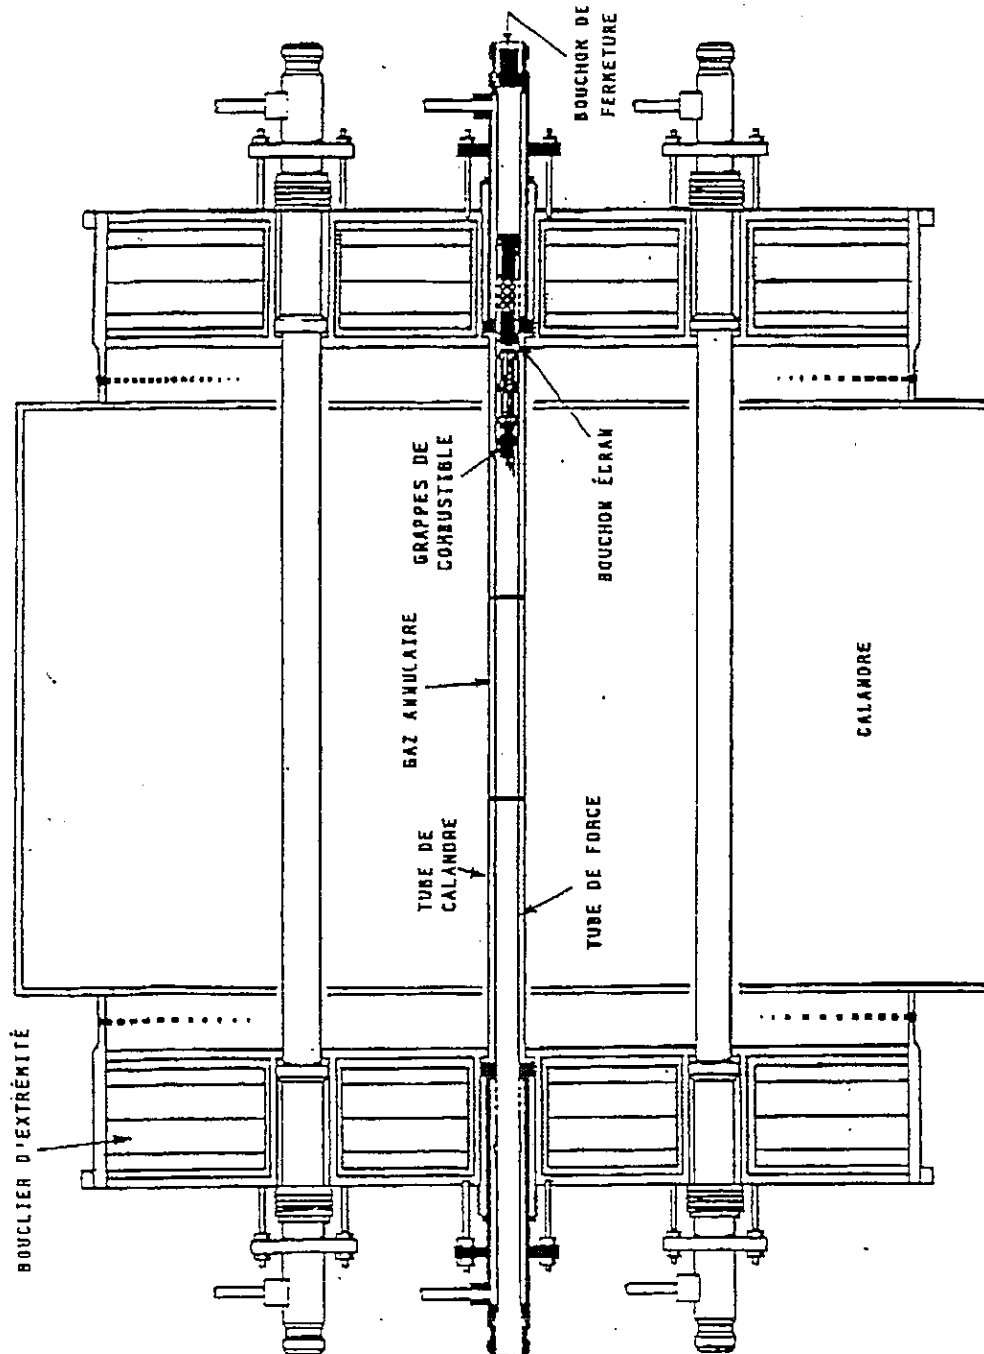 BOUCLIER D'EXTRÉMITÉ
TUBE DE
CALANDRE
GAZ ANNULAIRE
GRAPPES DE
COMBUSTIBLE
BOUCHON DE
FERMETURE
TUBE DE FORCE
BOUCHON ÉCRAN
CALANDRE